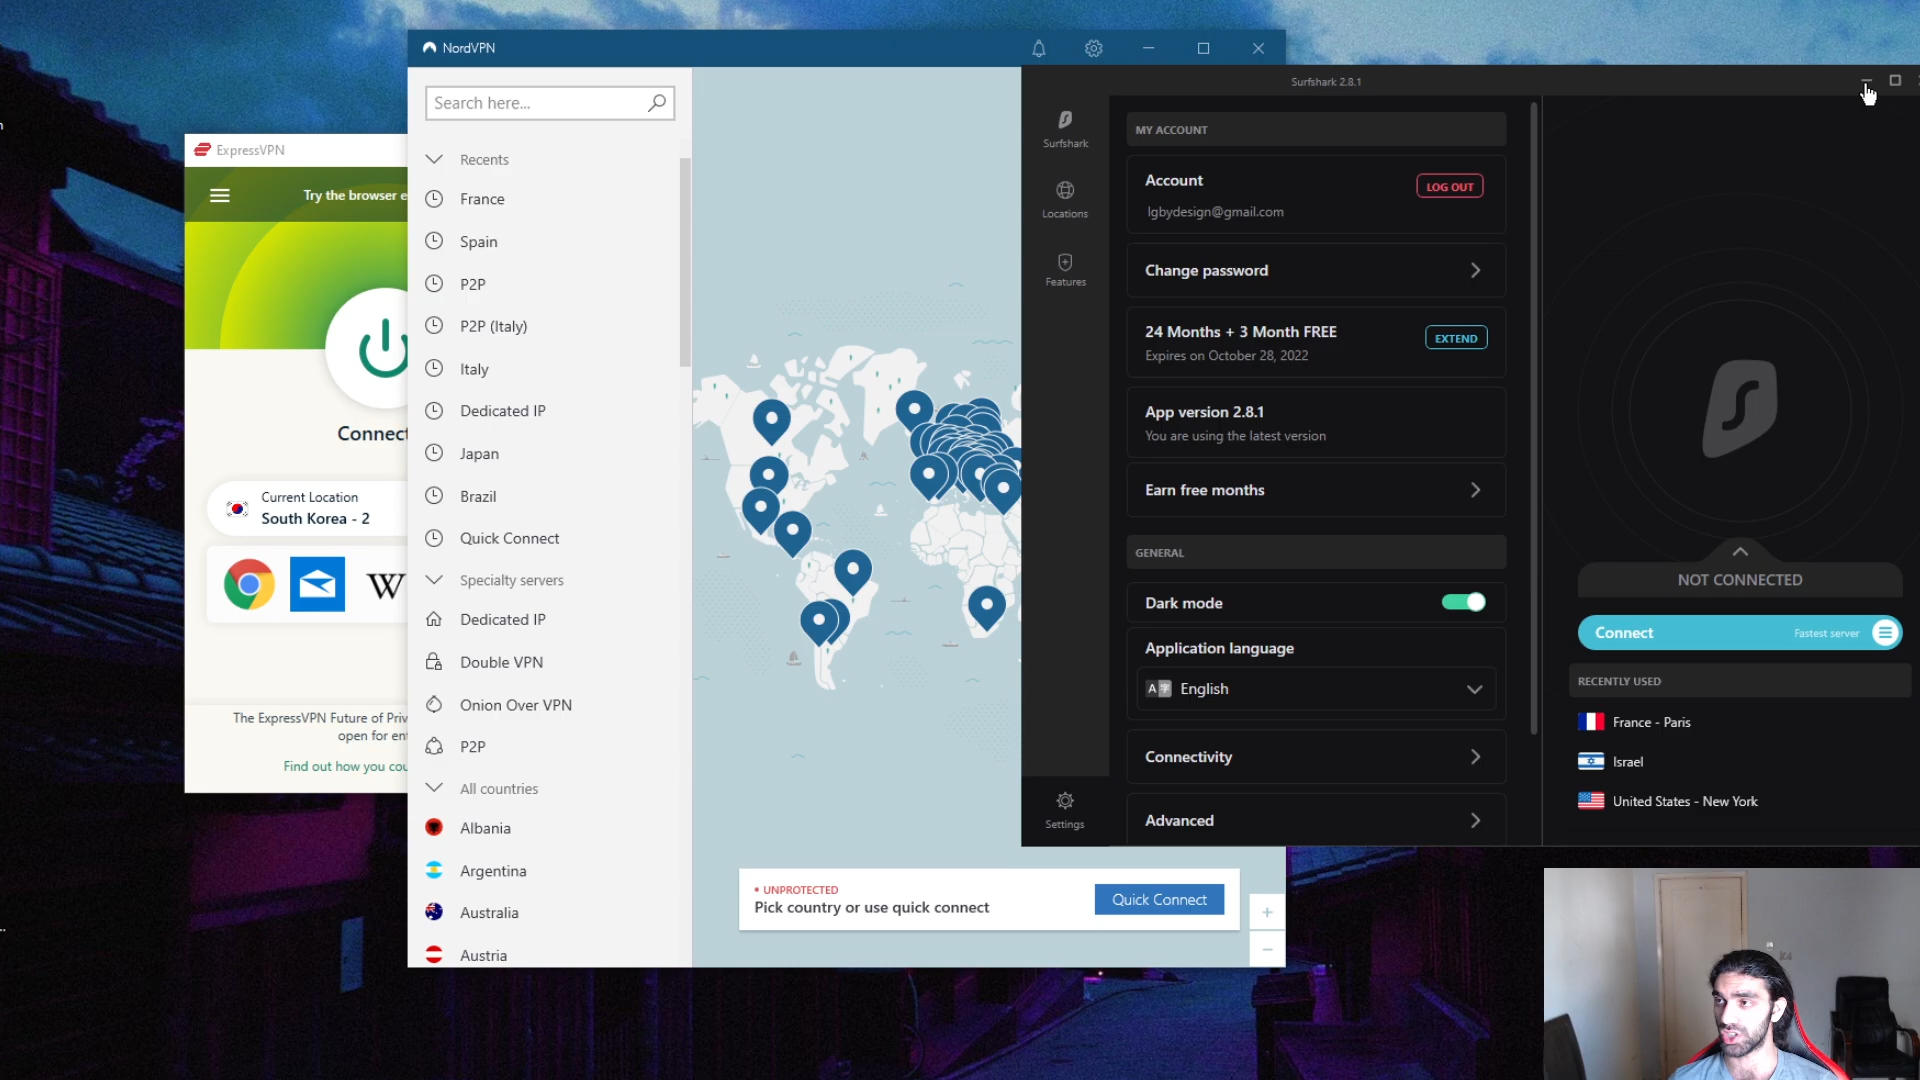 ExpressVPN
Try the browser e
Connect
Current Location
South Korea - 2
W
The ExpressVPN Future of Priv
open for ent
Find out how you cou
NordVPN
Search here...
Recents
France
Spain
P2P
P2P (Italy)
Italy
Dedicated IP
Japan
Brazil
Quick Connect
Specialty servers
Dedicated IP
Double VPN
Onion Over VPN
P2P
All countries
Albania
Argentina
Australia
Austria
• UNPROTECTED
Pick country or use quick connect
Quick Connect
+
−
Surfshark 2.8.1
Surfshark
Locations
Features
Settings
MY ACCOUNT
Account
LOG OUT
lgbydesign@gmail.com
Change password
24 Months + 3 Month FREE
EXTEND
Expires on October 28, 2022
App version 2.8.1
You are using the latest version
Earn free months
GENERAL
Dark mode
Application language
English
Connectivity
Advanced
NOT CONNECTED
Connect
Fastest server
RECENTLY USED
France - Paris
Israel
United States - New York